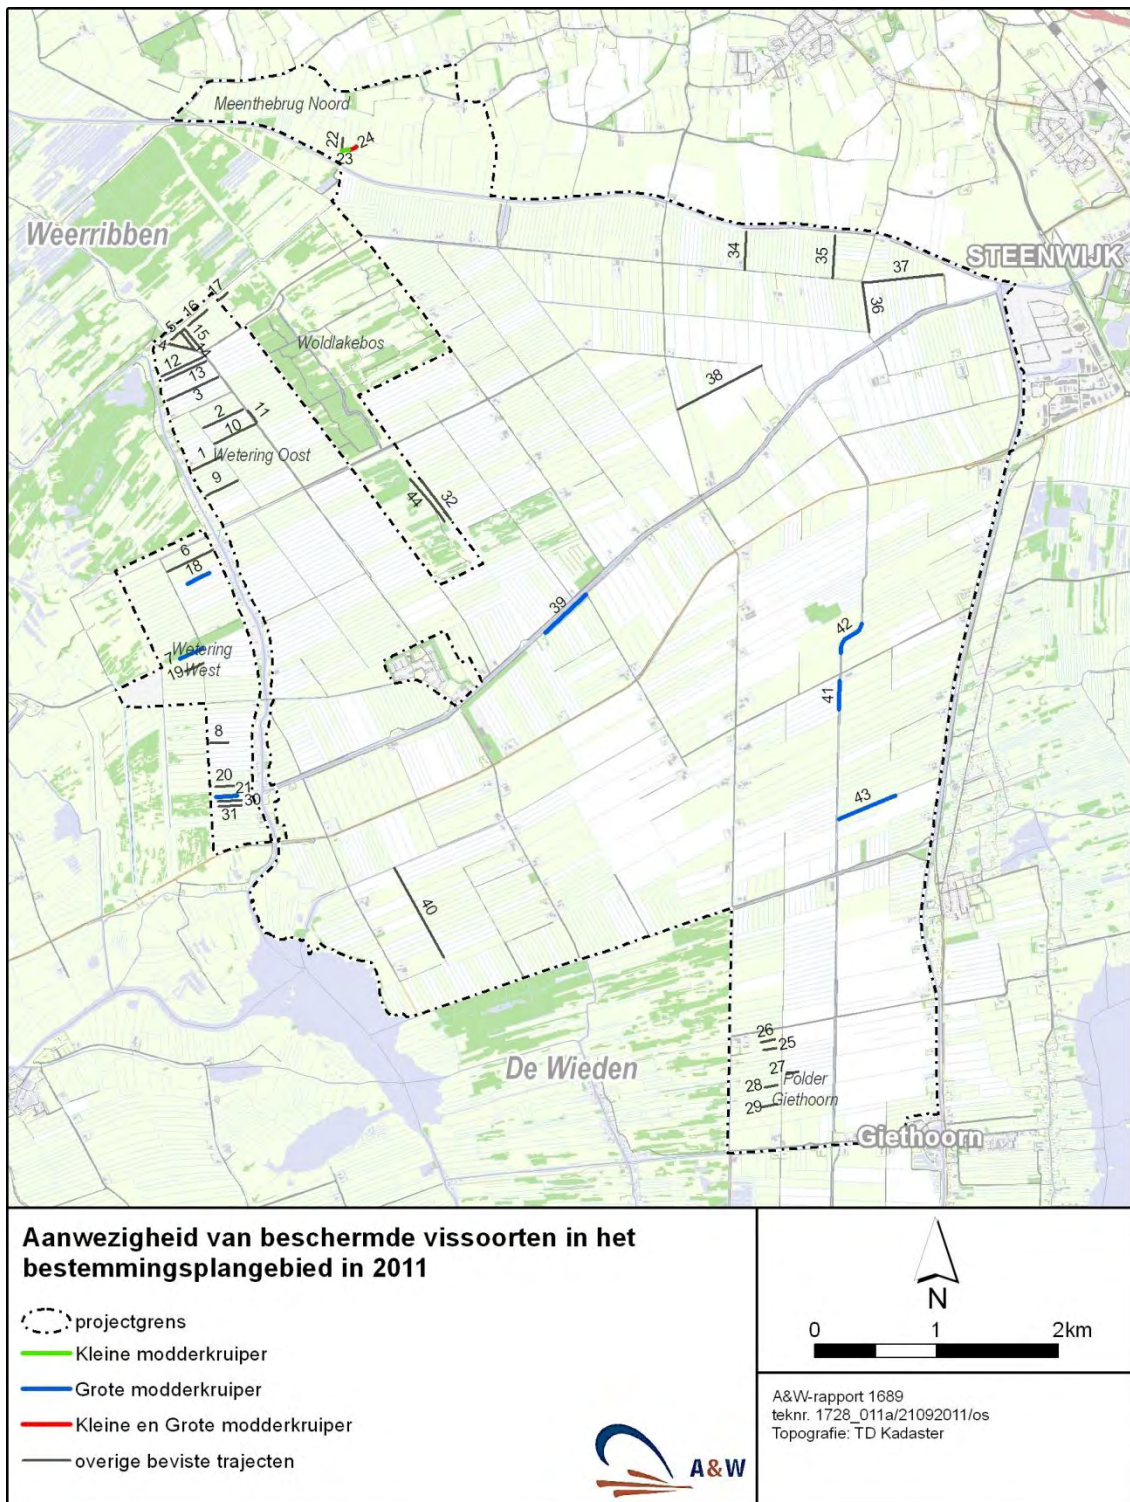 Meenthebrug Noord
22
24
23
Weerribben
34
35
STEENWIJK
37
36
17
16
5
15
4
14
12
13
3
Woldlakebos
38
2
11
10
1
Wetering Oost
9
32
44
6
18
39
42
7
Wetering
West
19
41
8
20
21
30
31
43
40
26
25
De Wieden
27
Polder
28
Giethoorn
29
Giethoorn
Aanwezigheid van beschermde vissoorten in het
bestemmingsplangebied in 2011
projectgrens
Kleine modderkruiper
Grote modderkruiper
Kleine en Grote modderkruiper
overige beviste trajecten
A&W
N
0 1 2km
A&W-rapport 1689
teknr. 1728_011a/21092011/os
Topografie: TD Kadaster